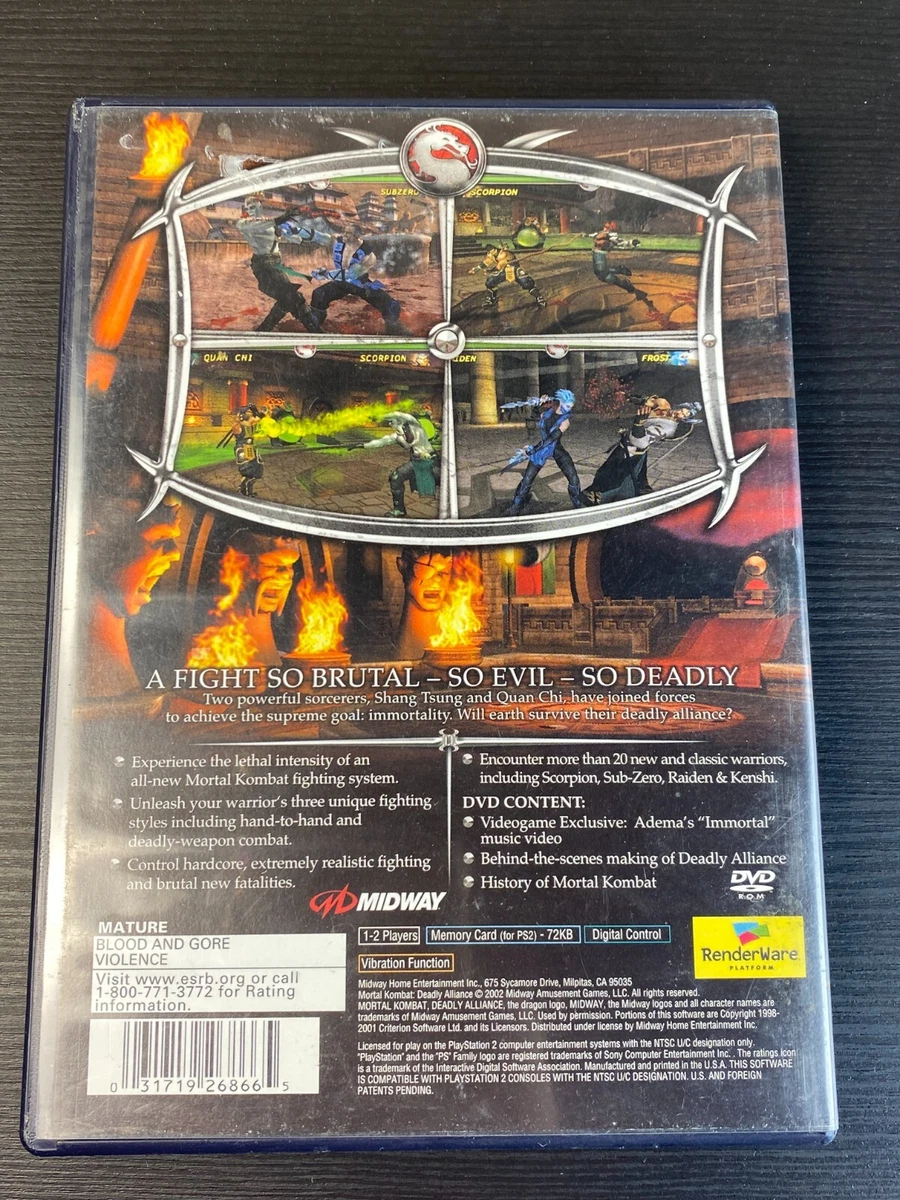 SUBZERO
SCORPION
QUAN CHI
SCORPION
IDEN
FROST
A FIGHT SO BRUTAL – SO EVIL – SO DEADLY
Two powerful sorcerers, Shang Tsung and Quan Chi, have joined forces
to achieve the supreme goal: immortality. Will earth survive their deadly alliance?
Experience the lethal intensity of an
all-new Mortal Kombat fighting system.
Unleash your warrior's three unique fighting
styles including hand-to-hand and
deadly-weapon combat.
Control hardcore, extremely realistic fighting
and brutal new fatalities.
Encounter more than 20 new and classic warriors,
including Scorpion, Sub-Zero, Raiden & Kenshi.
DVD CONTENT:
Videogame Exclusive: Adema's "Immortal"
music video
Behind-the-scenes making of Deadly Alliance
History of Mortal Kombat
DVD
ROM
MIDWAY
MATURE
BLOOD AND GORE
VIOLENCE
Visit www.esrb.org or call
1-800-771-3772 for Rating
information.
0 31719 26866 5
1-2 Players
Memory Card (for PS2) - 72KB
Digital Control
Vibration Function
RenderWare
PLATFORM
Midway Home Entertainment Inc., 675 Sycamore Drive, Milpitas, CA 95035
Mortal Kombat: Deadly Alliance © 2002 Midway Amusement Games, LLC. All rights reserved.
MORTAL KOMBAT, DEADLY ALLIANCE, the dragon logo, MIDWAY, the Midway logos and all character names are
trademarks of Midway Amusement Games, LLC. Used by permission. Portions of this software are Copyright 1998-
2001 Criterion Software Ltd. and its Licensors. Distributed under license by Midway Home Entertainment Inc.
Licensed for play on the PlayStation 2 computer entertainment systems with the NTSC U/C designation only.
"PlayStation" and the "PS" Family logo are registered trademarks of Sony Computer Entertainment Inc.. The ratings icon
is a trademark of the Interactive Digital Software Association. Manufactured and printed in the U.S.A. THIS SOFTWARE
IS COMPATIBLE WITH PLAYSTATION 2 CONSOLES WITH THE NTSC U/C DESIGNATION. U.S. AND FOREIGN
PATENTS PENDING.